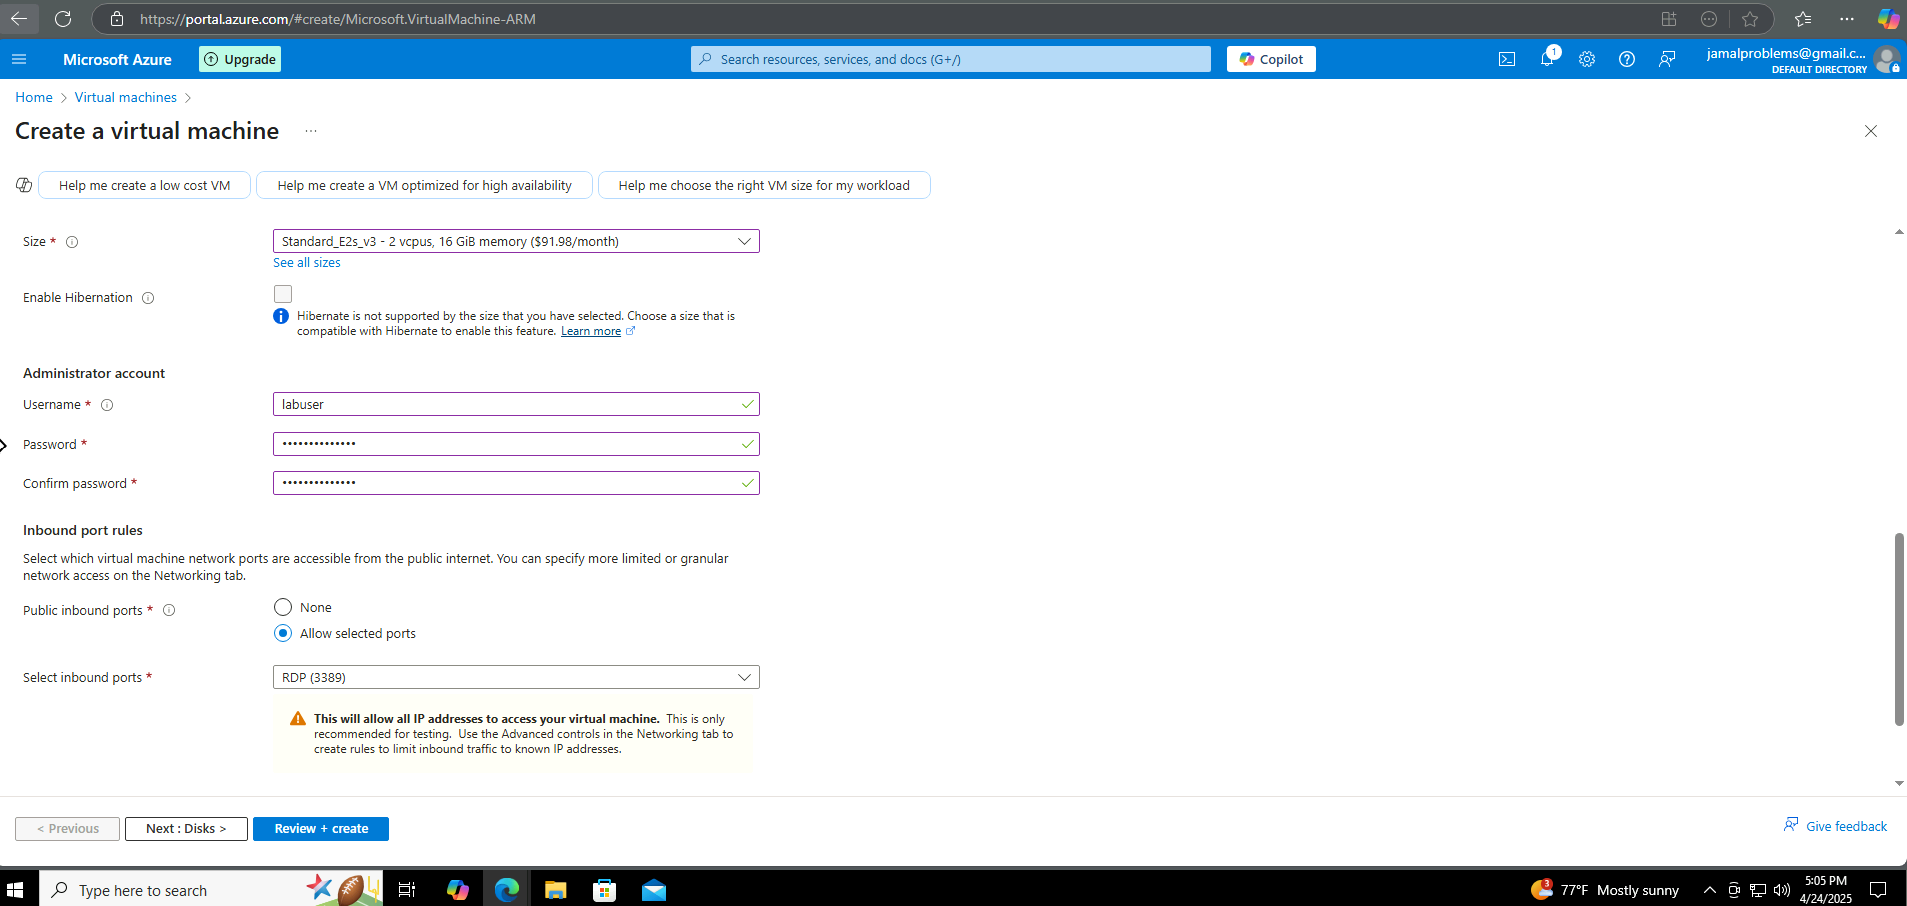 https://portal.azure.com/#create/Microsoft.VirtualMachine-ARM
Microsoft Azure
Upgrade
Search resources, services, and docs (G+/)
Copilot
1
jamalproblems@gmail.c...
DEFAULT DIRECTORY
Home > Virtual machines >
Create a virtual machine ...
Help me create a low cost VM
Help me create a VM optimized for high availability
Help me choose the right VM size for my workload
Size *
Standard_E2s_v3 - 2 vcpus, 16 GiB memory ($91.98/month)
See all sizes
Enable Hibernation
Hibernate is not supported by the size that you have selected. Choose a size that is
compatible with Hibernate to enable this feature. Learn more
Administrator account
Username *
labuser
Password *
••••••••••••••
Confirm password *
••••••••••••••
Inbound port rules
Select which virtual machine network ports are accessible from the public internet. You can specify more limited or granular
network access on the Networking tab.
Public inbound ports *
None
Allow selected ports
Select inbound ports *
RDP (3389)
This will allow all IP addresses to access your virtual machine. This is only
recommended for testing. Use the Advanced controls in the Networking tab to
create rules to limit inbound traffic to known IP addresses.
< Previous
Next : Disks >
Review + create
Give feedback
Type here to search
3
77°F Mostly sunny
5:05 PM
4/24/2025